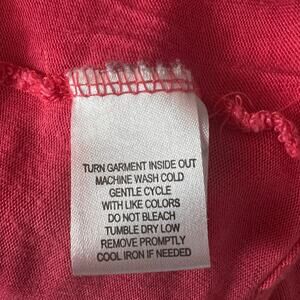 TURN GARMENT INSIDE OUT
MACHINE WASH COLD
GENTLE CYCLE
WITH LIKE COLORS
DO NOT BLEACH
TUMBLE DRY LOW
REMOVE PROMPTLY
COOL IRON IF NEEDED